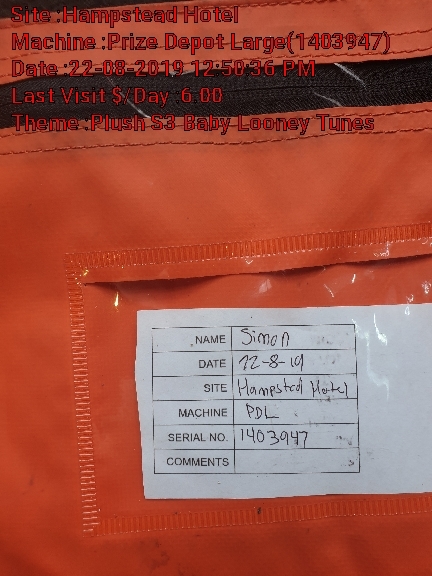 Site :Hampstead Hotel
Machine :Prize Depot Large(1403947)
Date :22-08-2019 12:50:36 PM
Last Visit $/Day :6.00
Theme :Plush S3 Baby Looney Tunes
NAME Simon
DATE 22-8-19
SITE Hampsted Hotel
MACHINE PDL
SERIAL NO. 1403947
COMMENTS